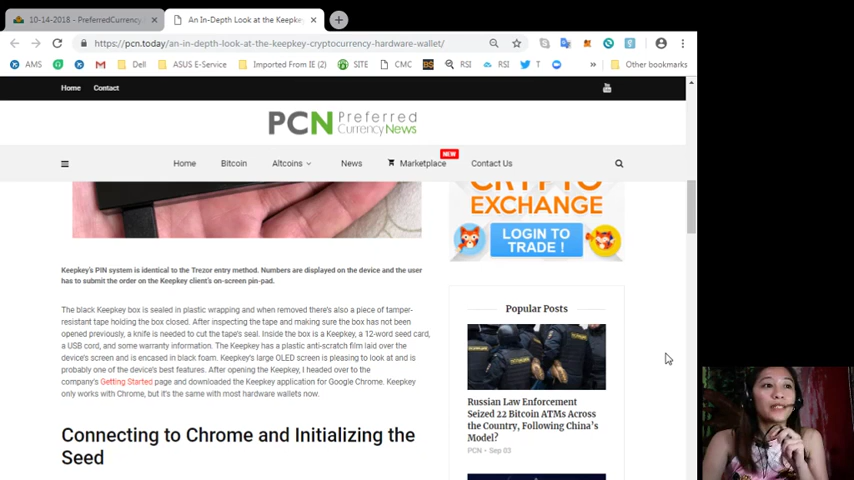 10-14-2018 - PreferredCurrency
An In-Depth Look at the Keepkey
https://pcn.today/an-in-depth-look-at-the-keepkey-cryptocurrency-hardware-wallet/
AMS
Dell
ASUS E-Service
Imported From IE (2)
SITE
CMC
BS
RSI
RSI
T
»
Other bookmarks
Home
Contact
PCN Preferred
Currency News
Home
Bitcoin
Altcoins
News
NEW
Marketplace
Contact Us
CRYPTO
EXCHANGE
LOGIN TO
TRADE !
Keepkey's PIN system is identical to the Trezor entry method. Numbers are displayed on the device and the user
has to submit the order on the Keepkey client's on-screen pin-pad.
The black Keepkey box is sealed in plastic wrapping and when removed there's also a piece of tamper-
resistant tape holding the box closed. After inspecting the tape and making sure the box has not been
opened previously, a knife is needed to cut the tape's seal. Inside the box is a Keepkey, a 12-word seed card,
a USB cord, and some warranty information. The Keepkey has a plastic anti-scratch film laid over the
device's screen and is encased in black foam. Keepkey's large OLED screen is pleasing to look at and is
probably one of the device's best features. After opening the Keepkey, I headed over to the
company's Getting Started page and downloaded the Keepkey application for Google Chrome. Keepkey
only works with Chrome, but it's the same with most hardware wallets now.
Connecting to Chrome and Initializing the
Seed
Popular Posts
Russian Law Enforcement
Seized 22 Bitcoin ATMs Across
the Country, Following China's
Model?
PCN - Sep 03